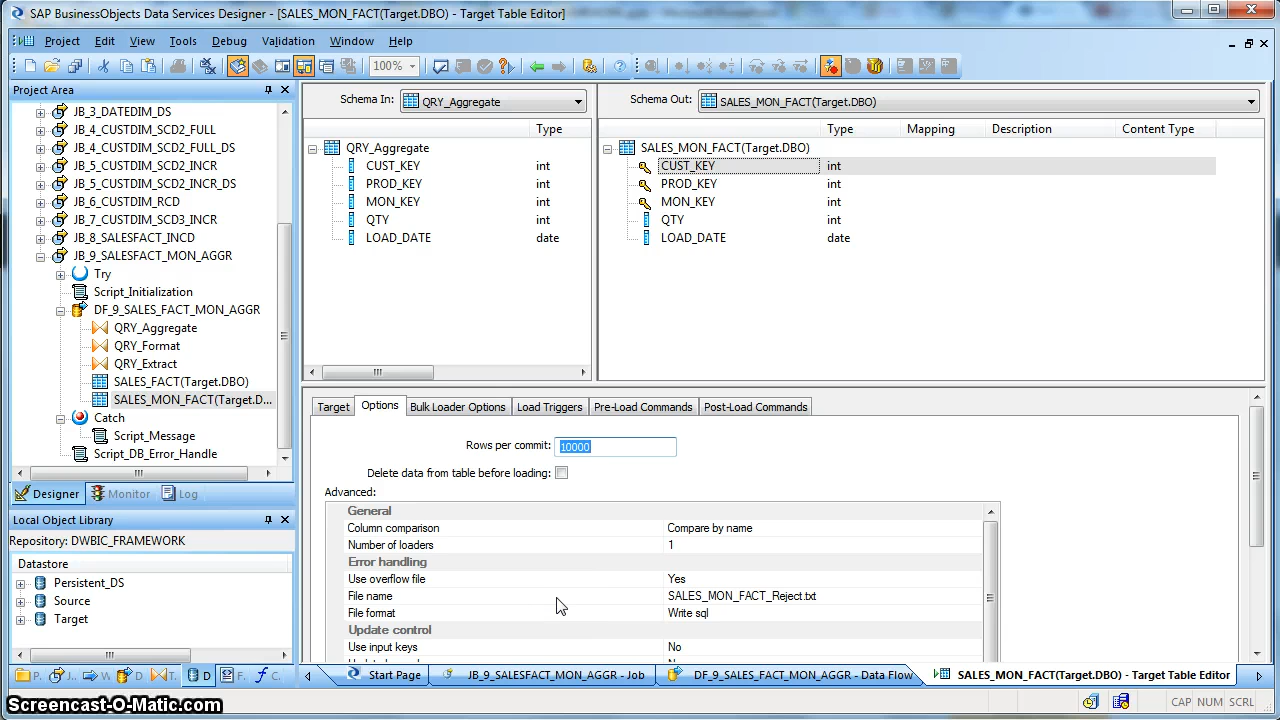 SAP BusinessObjects Data Services Designer - [SALES_MON_FACT(Target.DBO) - Target Table Editor]
Project Edit View Tools Debug Validation Window Help
100%
Project Area
JB_3_DATEDIM_DS
JB_4_CUSTDIM_SCD2_FULL
JB_4_CUSTDIM_SCD2_FULL_DS
JB_5_CUSTDIM_SCD2_INCR
JB_5_CUSTDIM_SCD2_INCR_DS
JB_6_CUSTDIM_RCD
JB_7_CUSTDIM_SCD3_INCR
JB_8_SALESFACT_INCD
JB_9_SALESFACT_MON_AGGR
Try
Script_Initialization
DF_9_SALES_FACT_MON_AGGR
QRY_Aggregate
QRY_Format
QRY_Extract
SALES_FACT(Target.DBO)
SALES_MON_FACT(Target.D...
Catch
Script_Message
Script_DB_Error_Handle
Designer Monitor Log
Local Object Library
Repository: DWBIC_FRAMEWORK
Datastore
Persistent_DS
Source
Target
P. J.. W D. T. D F. C.
Schema In: QRY_Aggregate
Type
QRY_Aggregate
CUST_KEY int
PROD_KEY int
MON_KEY int
QTY int
LOAD_DATE date
Schema Out: SALES_MON_FACT(Target.DBO)
Type Mapping Description Content Type
SALES_MON_FACT(Target.DBO)
CUST_KEY int
PROD_KEY int
MON_KEY int
QTY int
LOAD_DATE date
Target Options Bulk Loader Options Load Triggers Pre-Load Commands Post-Load Commands
Rows per commit: 10000
Delete data from table before loading:
Advanced:
General
Column comparison Compare by name
Number of loaders 1
Error handling
Use overflow file Yes
File name SALES_MON_FACT_Reject.txt
File format Write sql
Update control
Use input keys No
Start Page JB_9_SALESFACT_MON_AGGR - Job DF_9_SALES_FACT_MON_AGGR - Data Flow SALES_MON_FACT(Target.DBO) - Target Table Editor
CAP NUM SCRL
Screencast-O-Matic.com